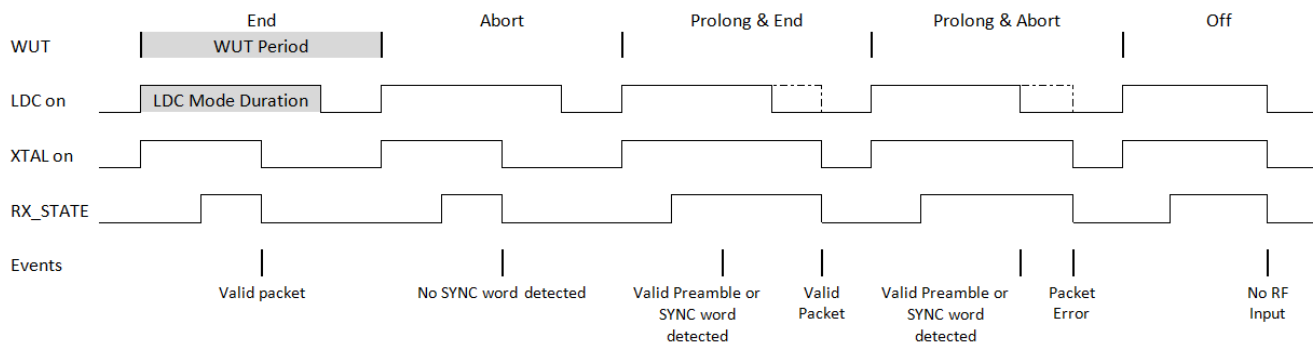 End Abort Prolong & End Prolong & Abort Off
WUT WUT Period
LDC on LDC Mode Duration
XTAL on
RX_STATE
Events
Valid packet No SYNC word detected Valid Preamble or Valid Valid Preamble or Packet No RF
SYNC word Packet SYNC word Error Input
detected detected